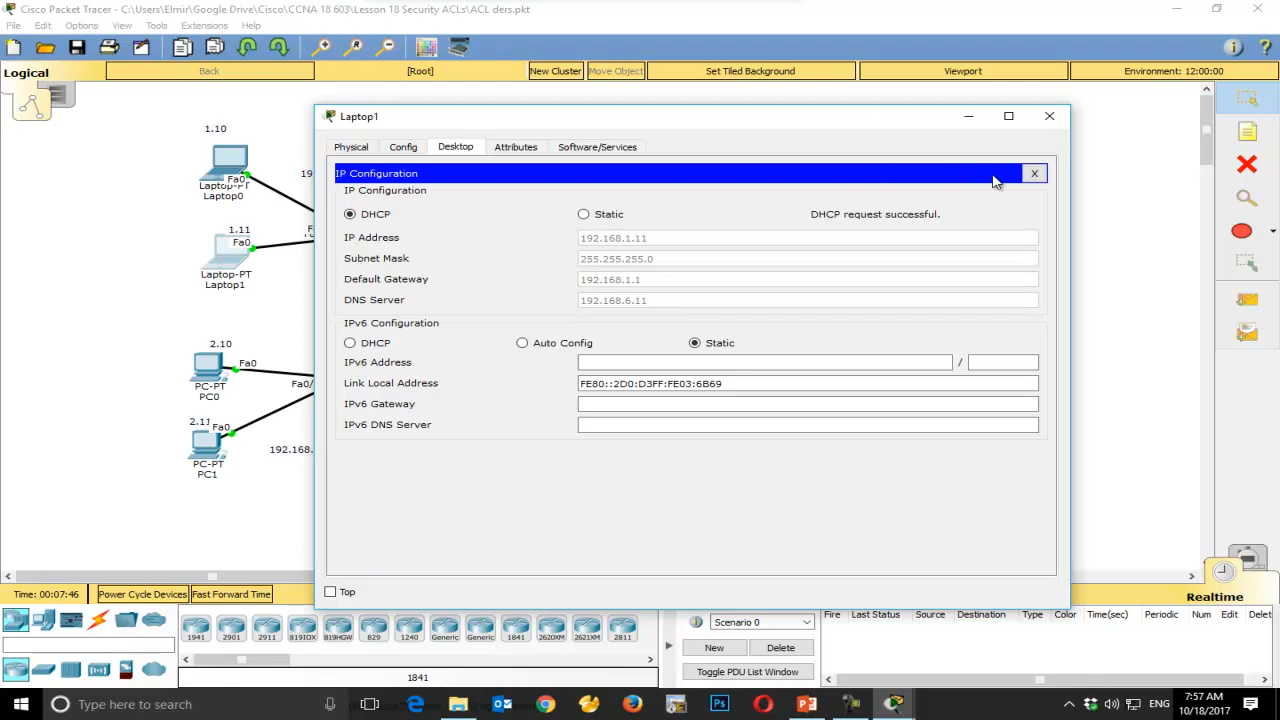 Cisco Packet Tracer - C:\Users\Elmir\Google Drive\Cisco\CCNA 18 603\Lesson 18 Security ACLs\ACL ders.pkt
File Edit Options View Tools Extensions Help
Logical Back [Root] New Cluster Move Object Set Tiled Background Viewport Environment: 12:00:00
1.10
Fa0
Laptop-PT
Laptop0
19
1.11
Fa0
Laptop-PT
Laptop1
2.10
Fa0
PC-PT
PC0
Fa0/
2.11
Fa0
PC-PT
PC1
192.168.
Laptop1
Physical Config Desktop Attributes Software/Services
IP Configuration X
IP Configuration
DHCP Static DHCP request successful.
IP Address 192.168.1.11
Subnet Mask 255.255.255.0
Default Gateway 192.168.1.1
DNS Server 192.168.6.11
IPv6 Configuration
DHCP Auto Config Static
IPv6 Address /
Link Local Address FE80::2D0:D3FF:FE03:6B69
IPv6 Gateway
IPv6 DNS Server
Top
Time: 00:07:46 Power Cycle Devices Fast Forward Time Realtime
1941 2901 2911 819IOX 819HGW 829 1240 Generic Generic 1841 2620XM 2621XM 2811
1841
Scenario 0
New Delete
Toggle PDU List Window
Fire Last Status Source Destination Type Color Time(sec) Periodic Num Edit Delet
Type here to search
ENG
7:57 AM
10/18/2017